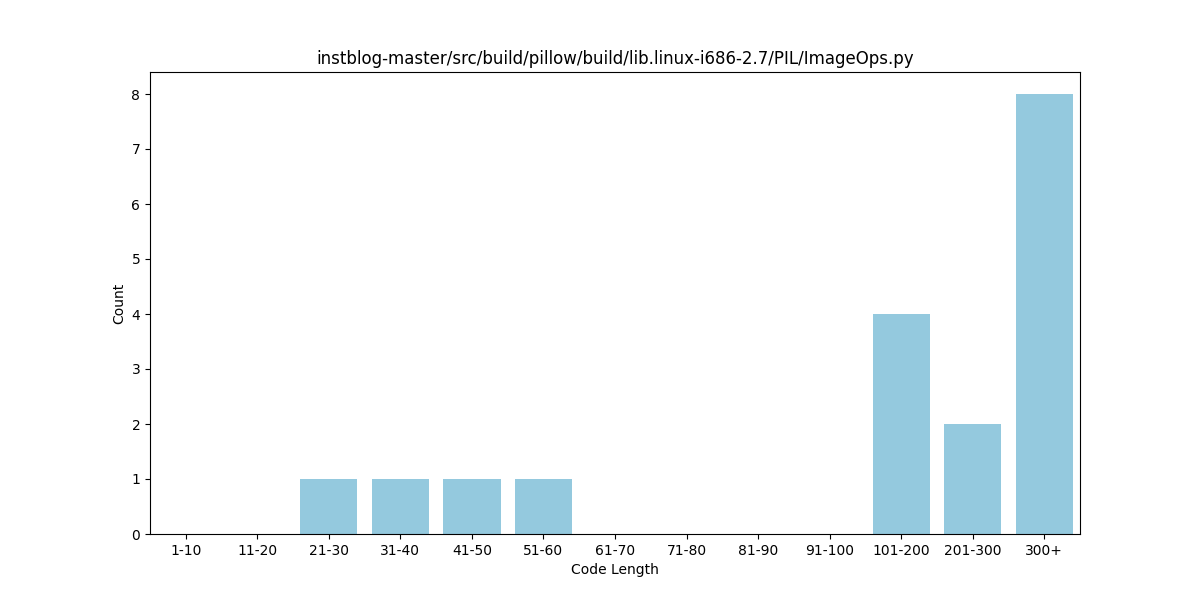 instblog-master/src/build/pillow/build/lib.linux-i686-2.7/PIL/ImageOps.py
8
7
6
5
4
3
2
1
0
Count
1-10 11-20 21-30 31-40 41-50 51-60 61-70 71-80 81-90 91-100 101-200 201-300 300+
Code Length